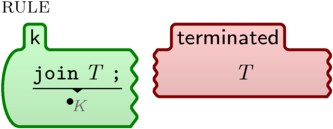 RULE
k terminated
join T ; T
•K